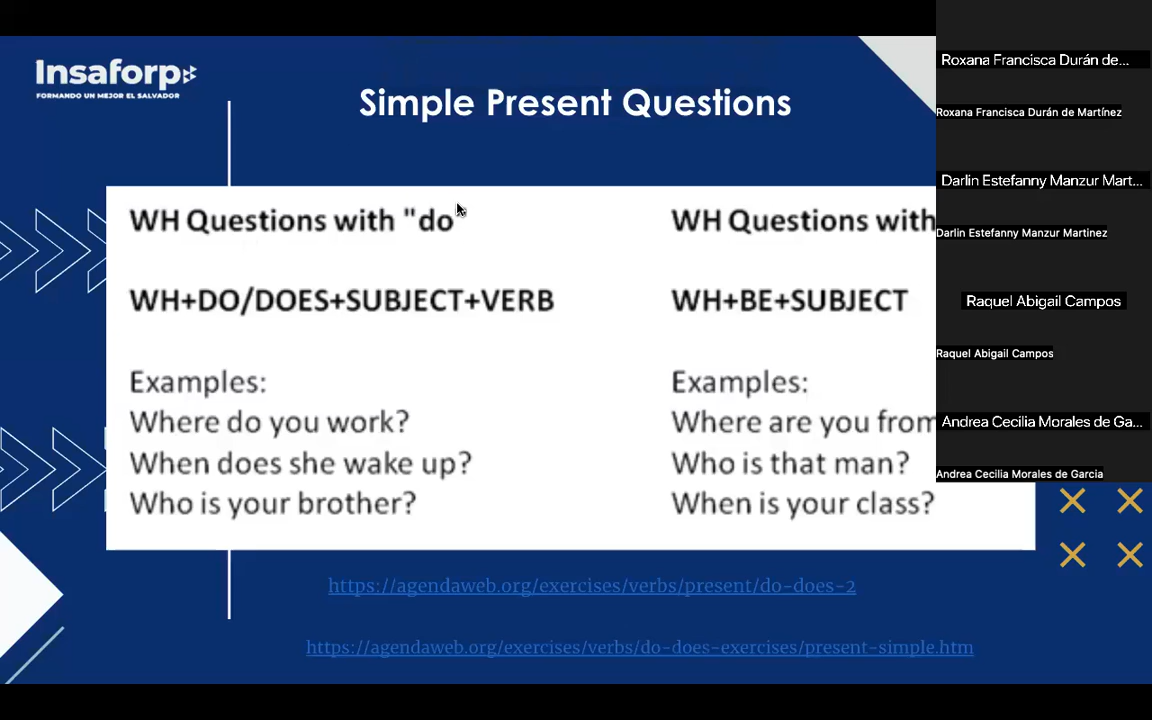 Insaforp
FORMANDO UN MEJOR EL SALVADOR
Simple Present Questions
WH Questions with "do"
WH+DO/DOES+SUBJECT+VERB
Examples:
Where do you work?
When does she wake up?
Who is your brother?
WH Questions with
WH+BE+SUBJECT
Examples:
Where are you from
Who is that man?
When is your class?
https://agendaweb.org/exercises/verbs/present/do-does-2
https://agendaweb.org/exercises/verbs/do-does-exercises/present-simple.htm
Roxana Francisca Durán de...
Roxana Francisca Durán de Martínez
Darlin Estefanny Manzur Mart...
Darlin Estefanny Manzur Martinez
Raquel Abigail Campos
Raquel Abigail Campos
Andrea Cecilia Morales de Ga...
Andrea Cecilia Morales de Garcia